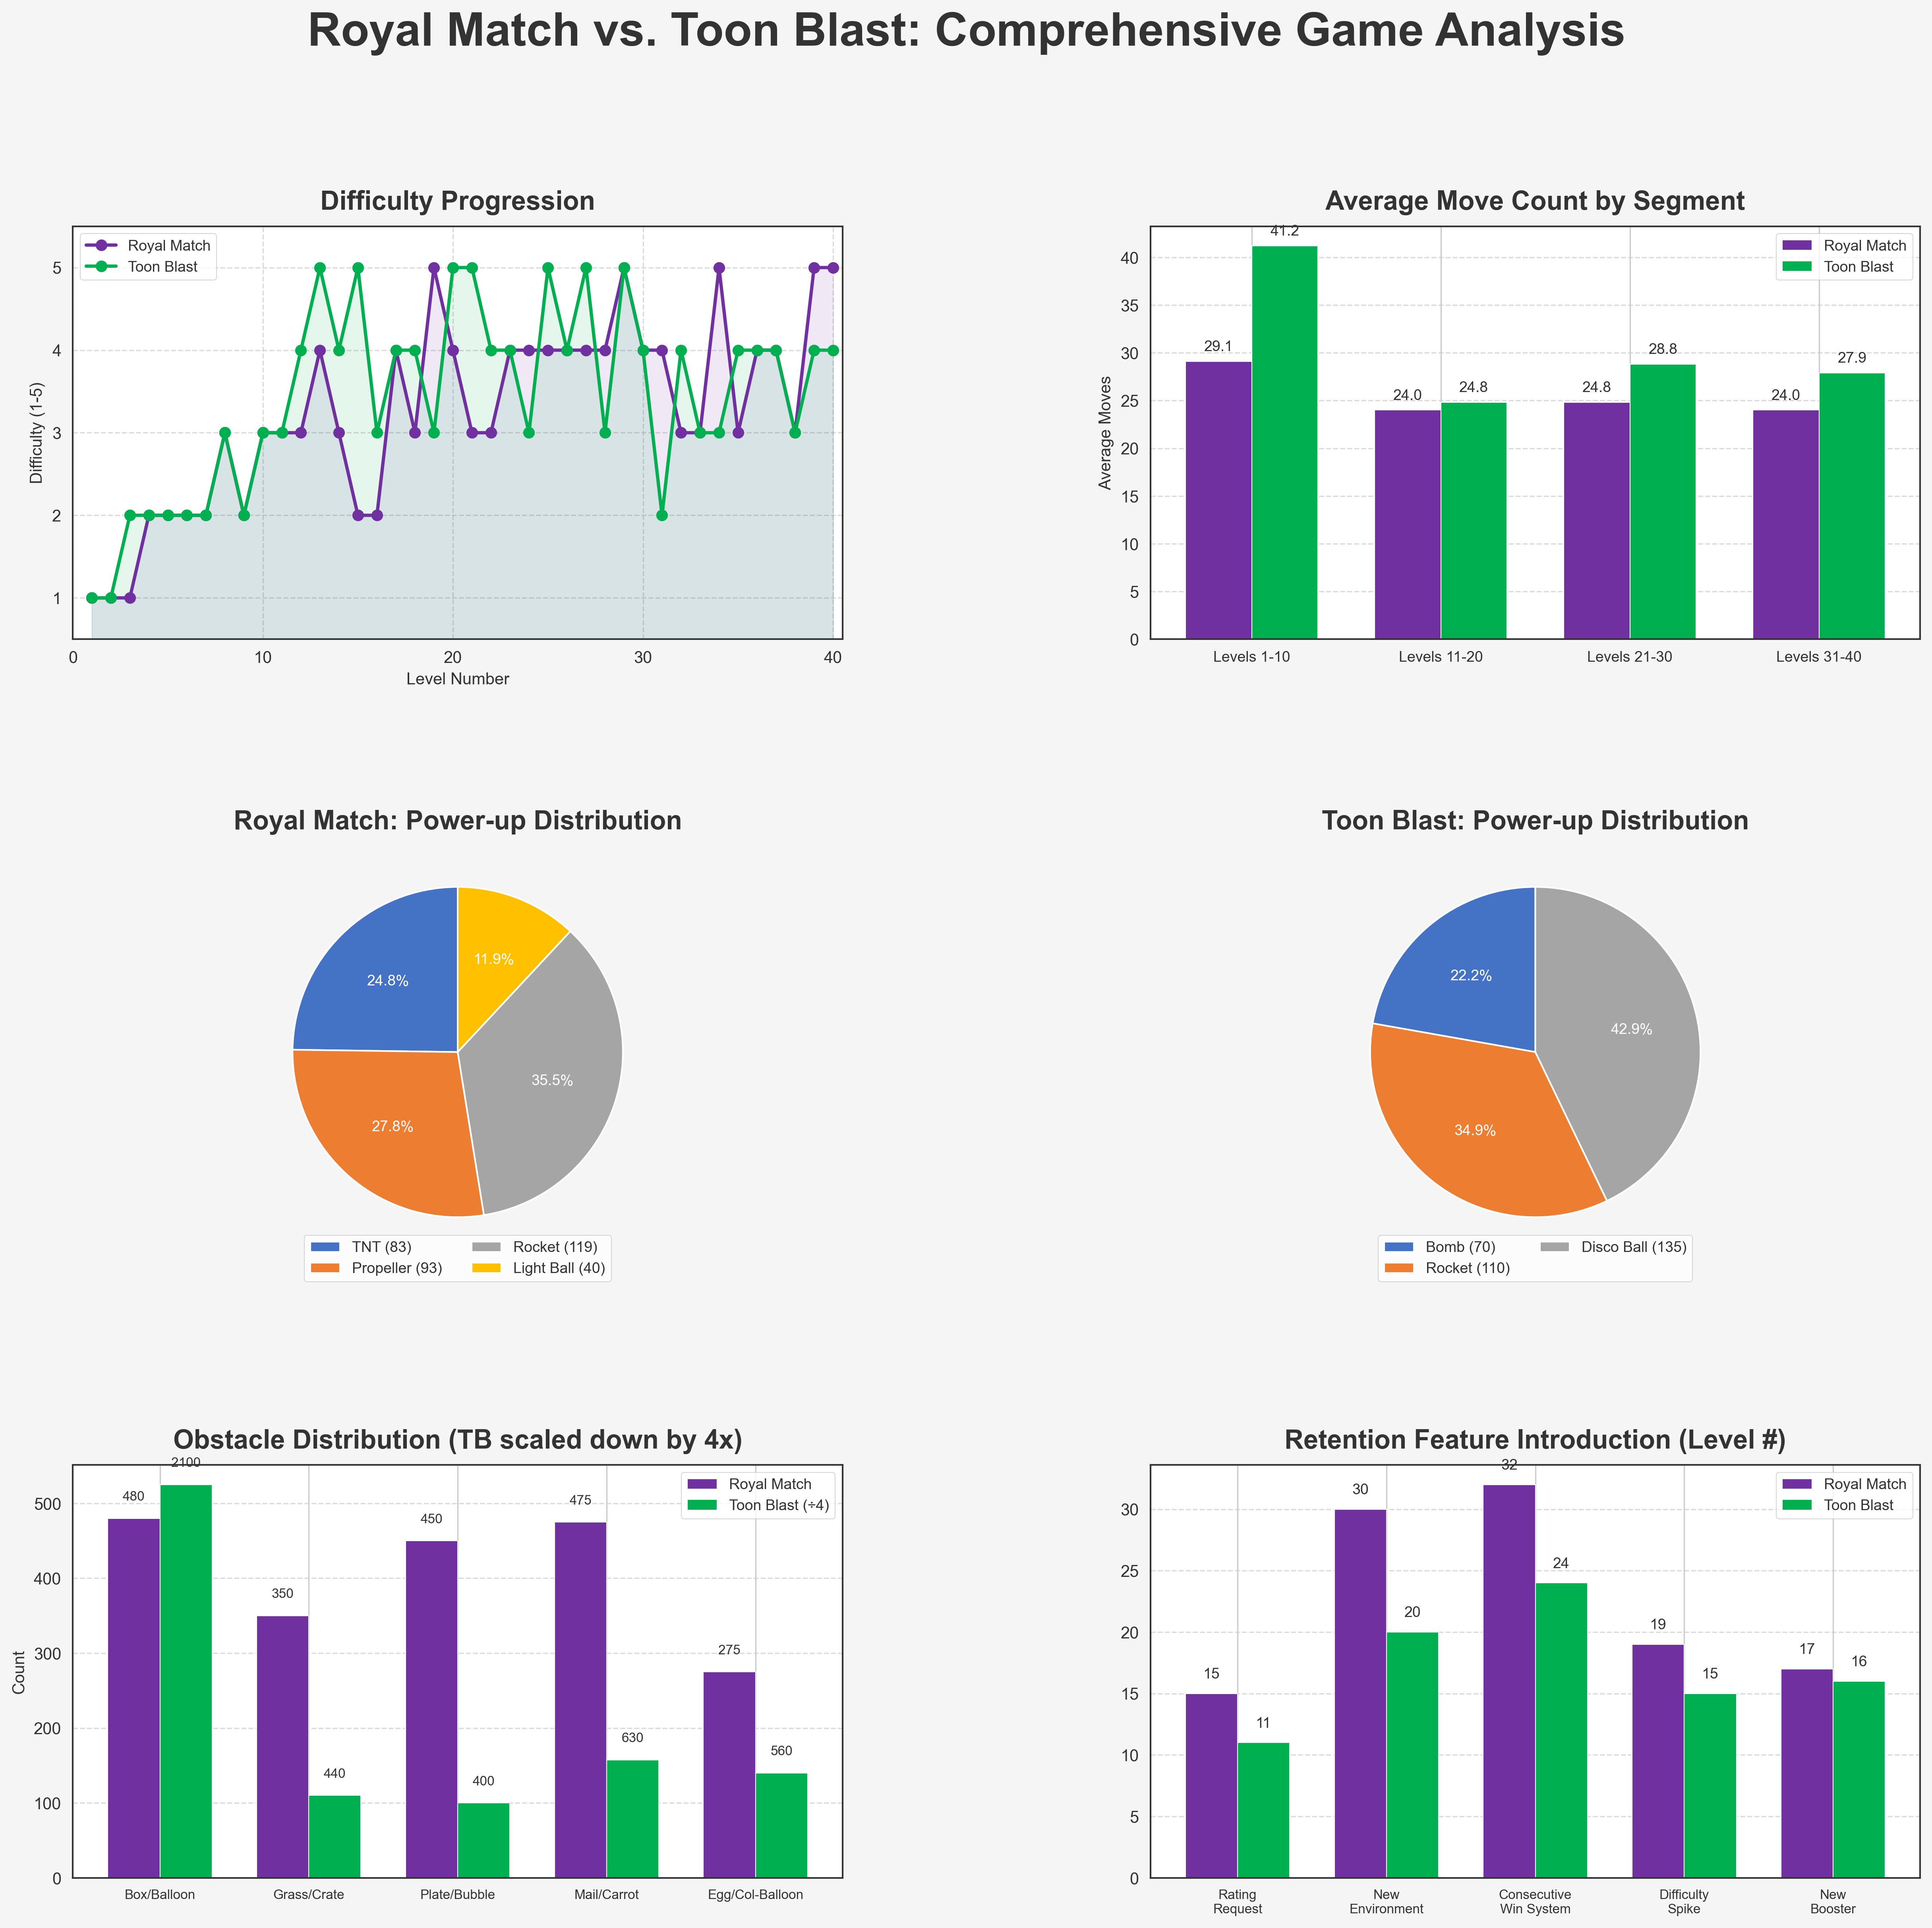 Royal Match vs. Toon Blast: Comprehensive Game Analysis
Difficulty Progression
Royal Match
Toon Blast
Difficulty (1-5)
5
4
3
2
1
0
10
20
30
40
Level Number
Average Move Count by Segment
Royal Match
Toon Blast
Average Moves
40
35
30
25
20
15
10
5
0
29.1
41.2
24.0
24.8
24.8
28.8
24.0
27.9
Levels 1-10
Levels 11-20
Levels 21-30
Levels 31-40
Royal Match: Power-up Distribution
24.8%
11.9%
35.5%
27.8%
TNT (83)
Propeller (93)
Rocket (119)
Light Ball (40)
Toon Blast: Power-up Distribution
22.2%
42.9%
34.9%
Bomb (70)
Rocket (110)
Disco Ball (135)
Obstacle Distribution (TB scaled down by 4x)
Royal Match
Toon Blast (÷4)
Count
500
400
300
200
100
0
480
2100
350
440
450
400
475
630
275
560
Box/Balloon
Grass/Crate
Plate/Bubble
Mail/Carrot
Egg/Col-Balloon
Retention Feature Introduction (Level #)
Royal Match
Toon Blast
30
25
20
15
10
5
0
15
11
30
20
32
24
19
15
17
16
Rating
Request
New
Environment
Consecutive
Win System
Difficulty
Spike
New
Booster